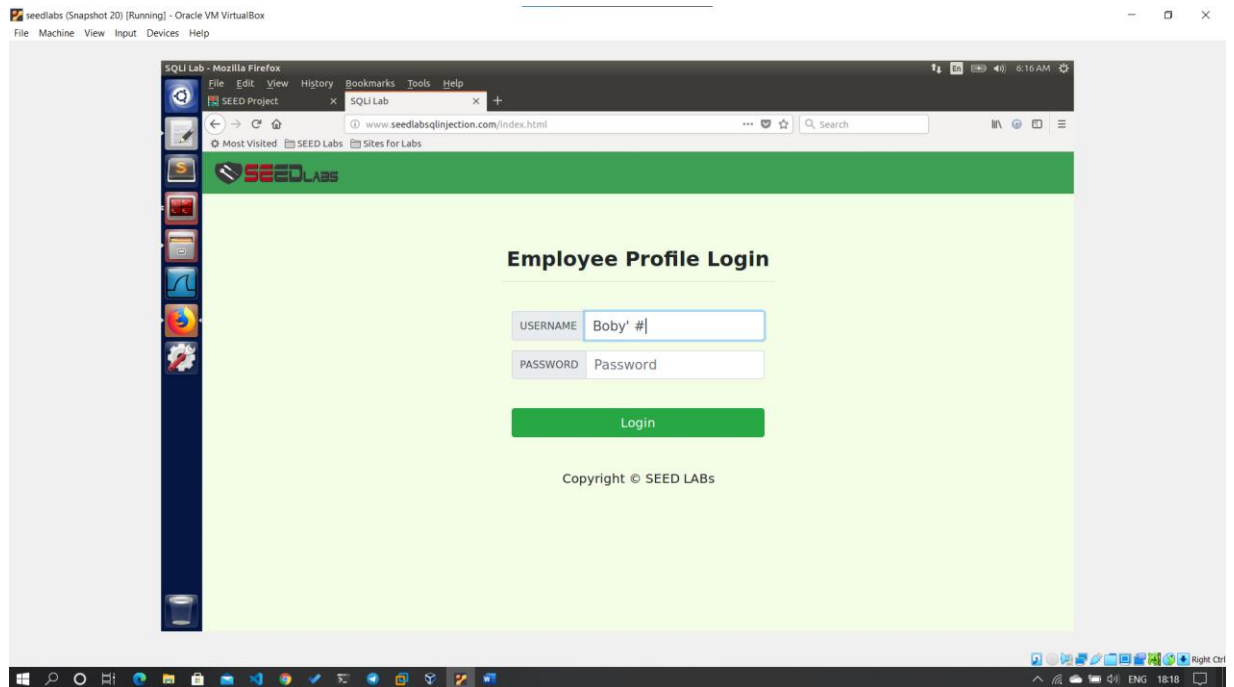 seedlabs (Snapshot 20) [Running] - Oracle VM VirtualBox
File Machine View Input Devices Help
SQLi Lab - Mozilla Firefox
En 6:16 AM
File Edit View History Bookmarks Tools Help
SEED Project SQLi Lab
www.seedlabsqlinjection.com/index.html Search
Most Visited SEED Labs Sites for Labs
SEEDLABS
Employee Profile Login
USERNAME Boby' #
PASSWORD Password
Login
Copyright © SEED LABs
Right Ctrl
ENG 18:18